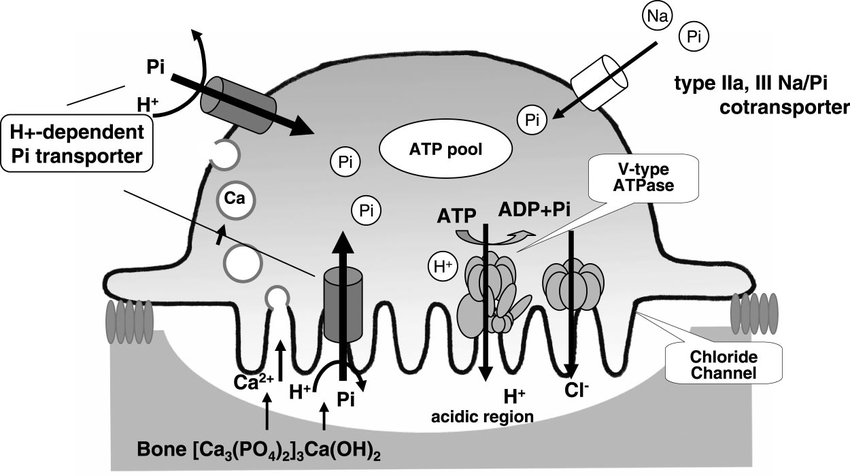 Na
Pi
Pi
H+
type IIa, III Na/Pi
cotransporter
H+-dependent
Pi transporter
Pi
ATP pool
Pi
V-type
ATPase
Ca
Pi
ATP
ADP+Pi
H+
Chloride
Channel
Ca2+
H+
Pi
H+
Cl-
acidic region
Bone [Ca3(PO4)2]3Ca(OH)2